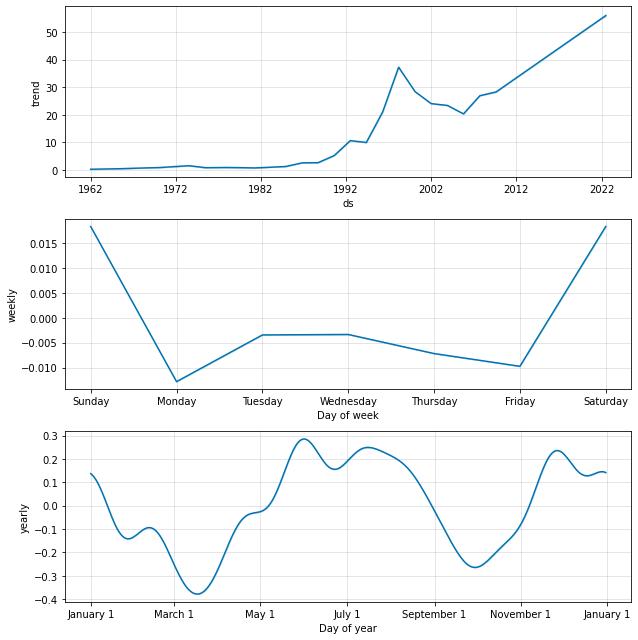 50
40
30
20
10
0
trend
1962 1972 1982 1992 2002 2012 2022
ds
0.015
0.010
0.005
0.000
−0.005
−0.010
weekly
Sunday Monday Tuesday Wednesday Thursday Friday Saturday
Day of week
0.3
0.2
0.1
0.0
−0.1
−0.2
−0.3
−0.4
yearly
January 1 March 1 May 1 July 1 September 1 November 1 January 1
Day of year